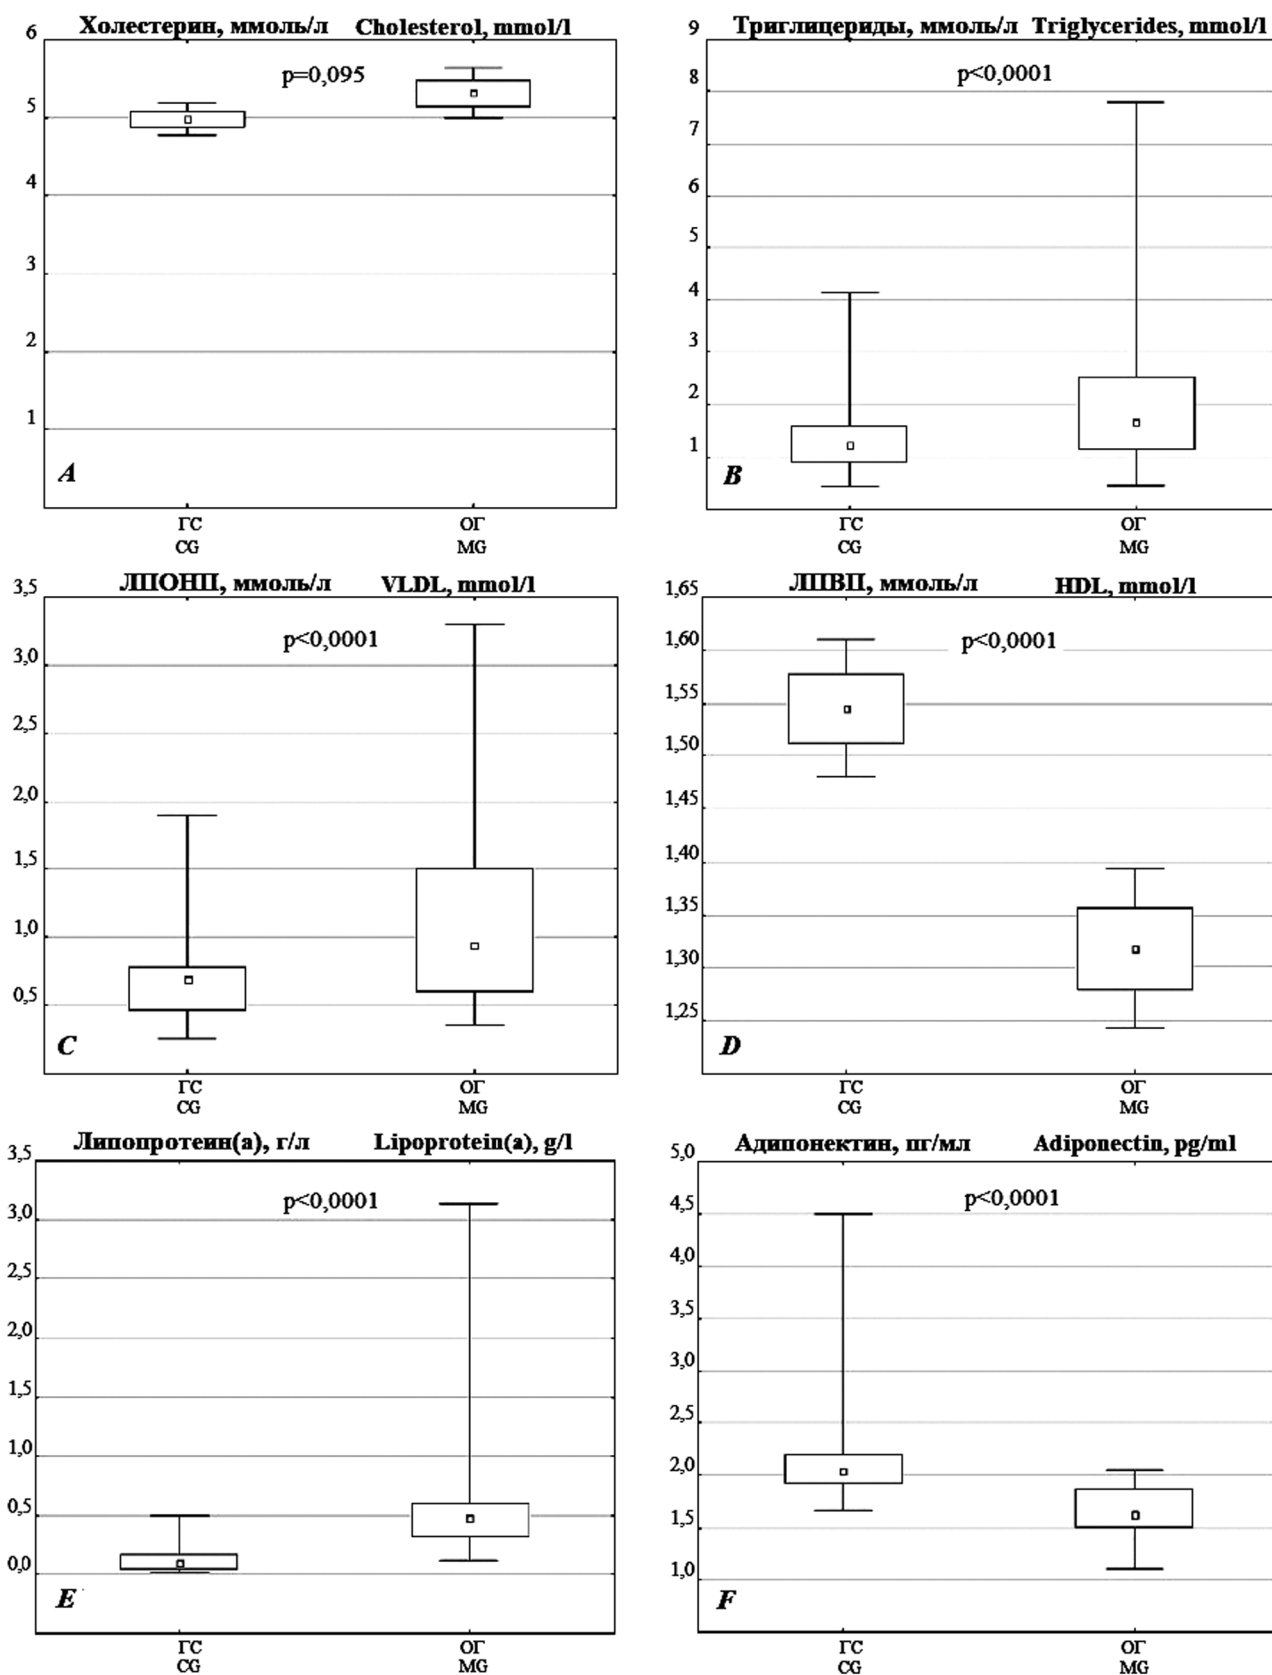 Холестерин, ммоль/л Cholesterol, mmol/l
p=0,095
6
5
4
3
2
1
A
ГС ОГ
CG MG
Триглицериды, ммоль/л Triglycerides, mmol/l
p<0,0001
9
8
7
6
5
4
3
2
1
B
ГС ОГ
CG MG
ЛПОНП, ммоль/л VLDL, mmol/l
p<0,0001
3,5
3,0
2,5
2,0
1,5
1,0
0,5
C
ГС ОГ
CG MG
ЛПВП, ммоль/л HDL, mmol/l
p<0,0001
1,65
1,60
1,55
1,50
1,45
1,40
1,35
1,30
1,25
D
ГС ОГ
CG MG
Липопротеин(а), г/л Lipoprotein(a), g/l
p<0,0001
3,5
3,0
2,5
2,0
1,5
1,0
0,5
0,0
E
ГС ОГ
CG MG
Адипонектин, пг/мл Adiponectin, pg/ml
p<0,0001
5,0
4,5
4,0
3,5
3,0
2,5
2,0
1,5
1,0
F
ГС ОГ
CG MG